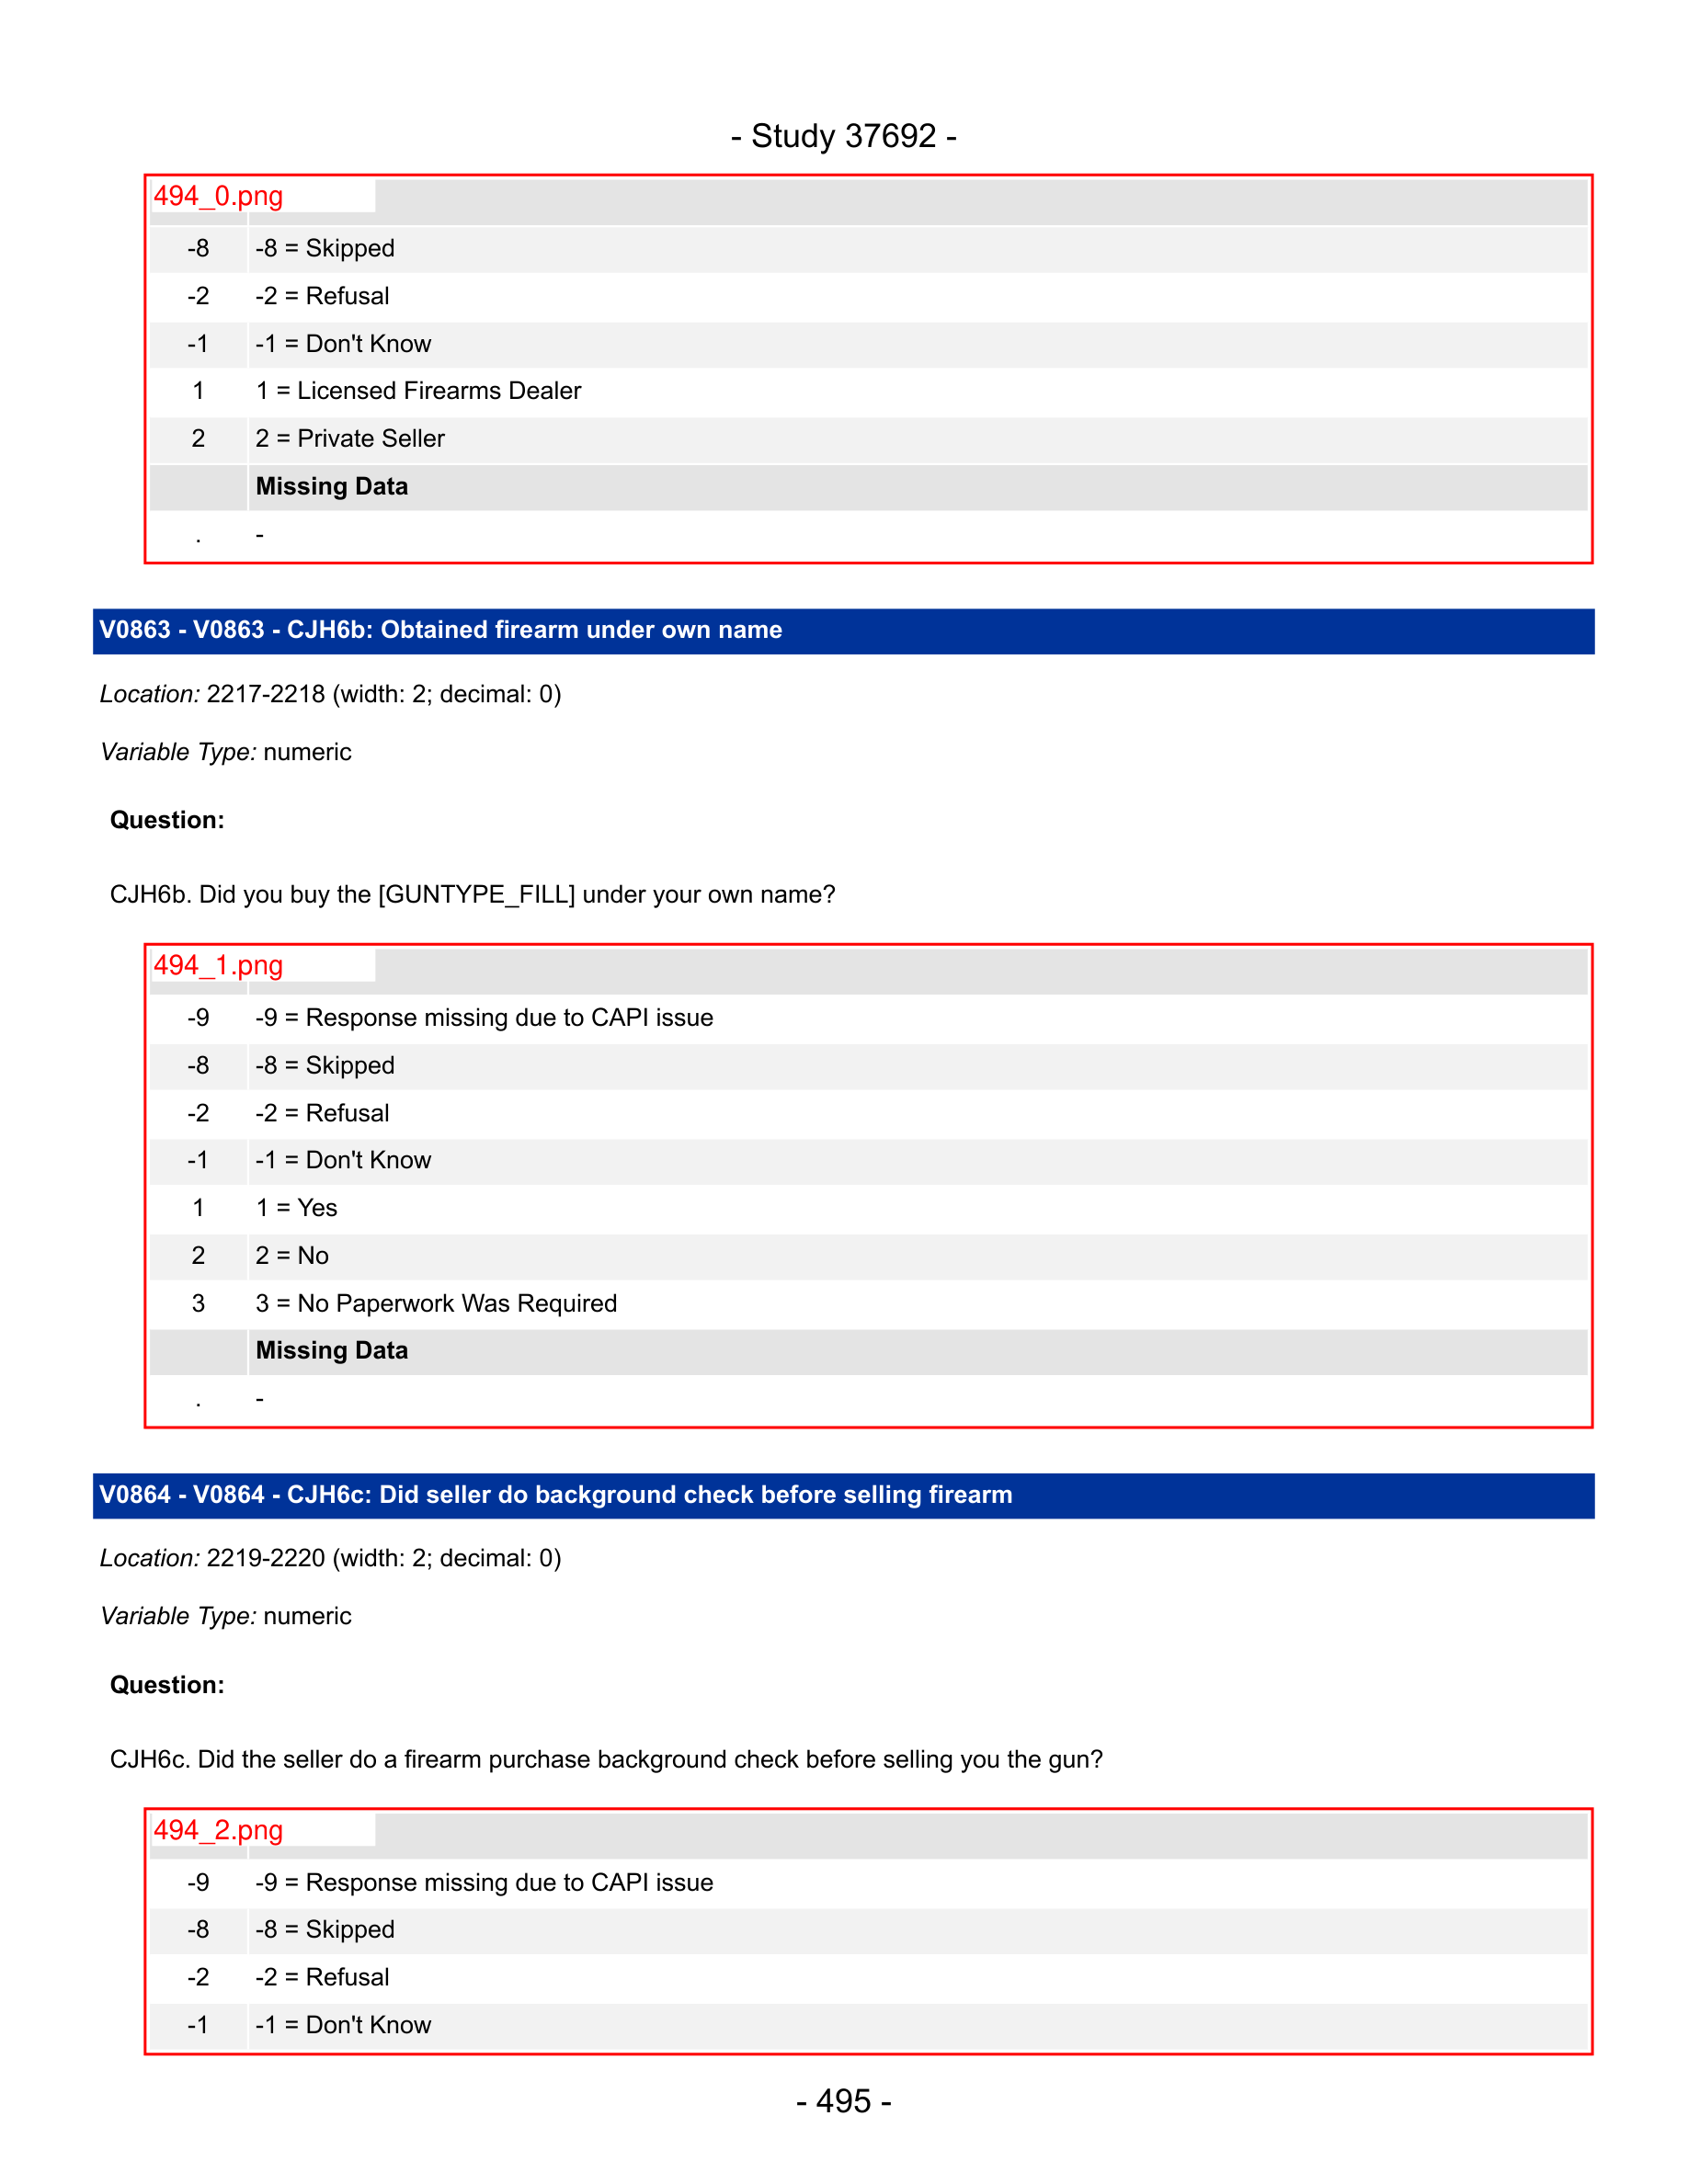 - Study 37692 -
494_0.png
-8 -8 = Skipped
-2 -2 = Refusal
-1 -1 = Don't Know
1 1 = Licensed Firearms Dealer
2 2 = Private Seller
Missing Data
. -
V0863 - V0863 - CJH6b: Obtained firearm under own name
Location: 2217-2218 (width: 2; decimal: 0)
Variable Type: numeric
Question:
CJH6b. Did you buy the [GUNTYPE_FILL] under your own name?
494_1.png
-9 -9 = Response missing due to CAPI issue
-8 -8 = Skipped
-2 -2 = Refusal
-1 -1 = Don't Know
1 1 = Yes
2 2 = No
3 3 = No Paperwork Was Required
Missing Data
. -
V0864 - V0864 - CJH6c: Did seller do background check before selling firearm
Location: 2219-2220 (width: 2; decimal: 0)
Variable Type: numeric
Question:
CJH6c. Did the seller do a firearm purchase background check before selling you the gun?
494_2.png
-9 -9 = Response missing due to CAPI issue
-8 -8 = Skipped
-2 -2 = Refusal
-1 -1 = Don't Know
- 495 -